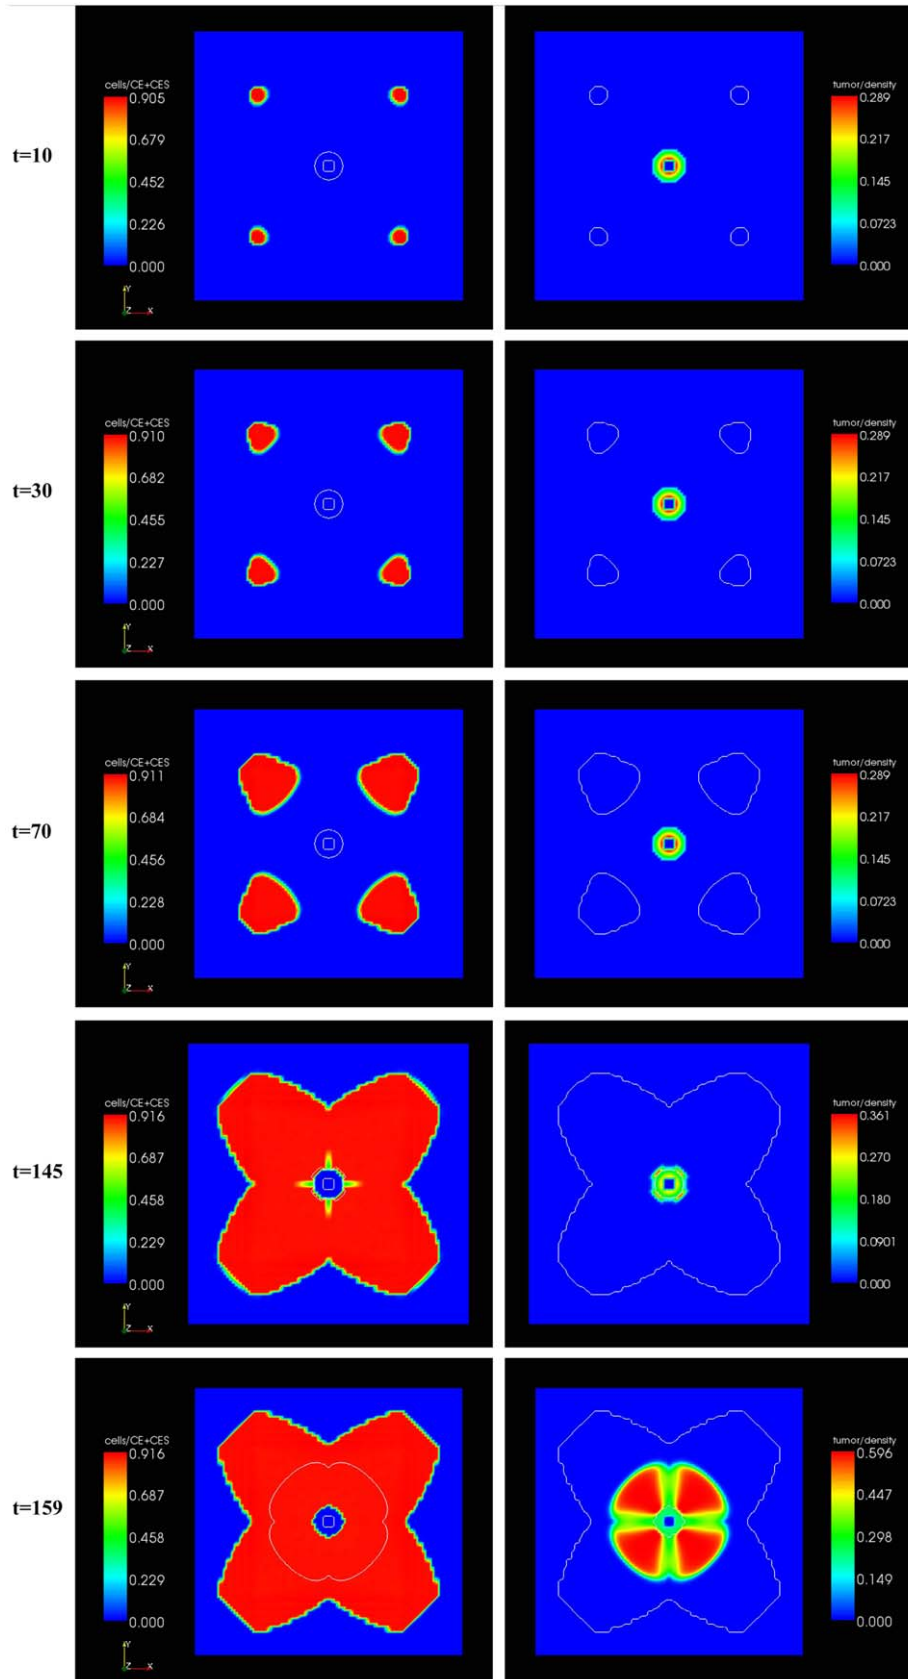 t=10
cells/CE+CES
0.905
0.679
0.452
0.226
0.000
Y
Z X
tumor/density
0.289
0.217
0.145
0.0723
0.000
t=30
cells/CE+CES
0.910
0.682
0.455
0.227
0.000
Y
Z X
tumor/density
0.289
0.217
0.145
0.0723
0.000
t=70
cells/CE+CES
0.911
0.684
0.456
0.228
0.000
Y
Z X
tumor/density
0.289
0.217
0.145
0.0723
0.000
t=145
cells/CE+CES
0.916
0.687
0.458
0.229
0.000
Y
Z X
tumor/density
0.361
0.270
0.180
0.0901
0.000
t=159
cells/CE+CES
0.916
0.687
0.458
0.229
0.000
Y
Z X
tumor/density
0.596
0.447
0.298
0.149
0.000